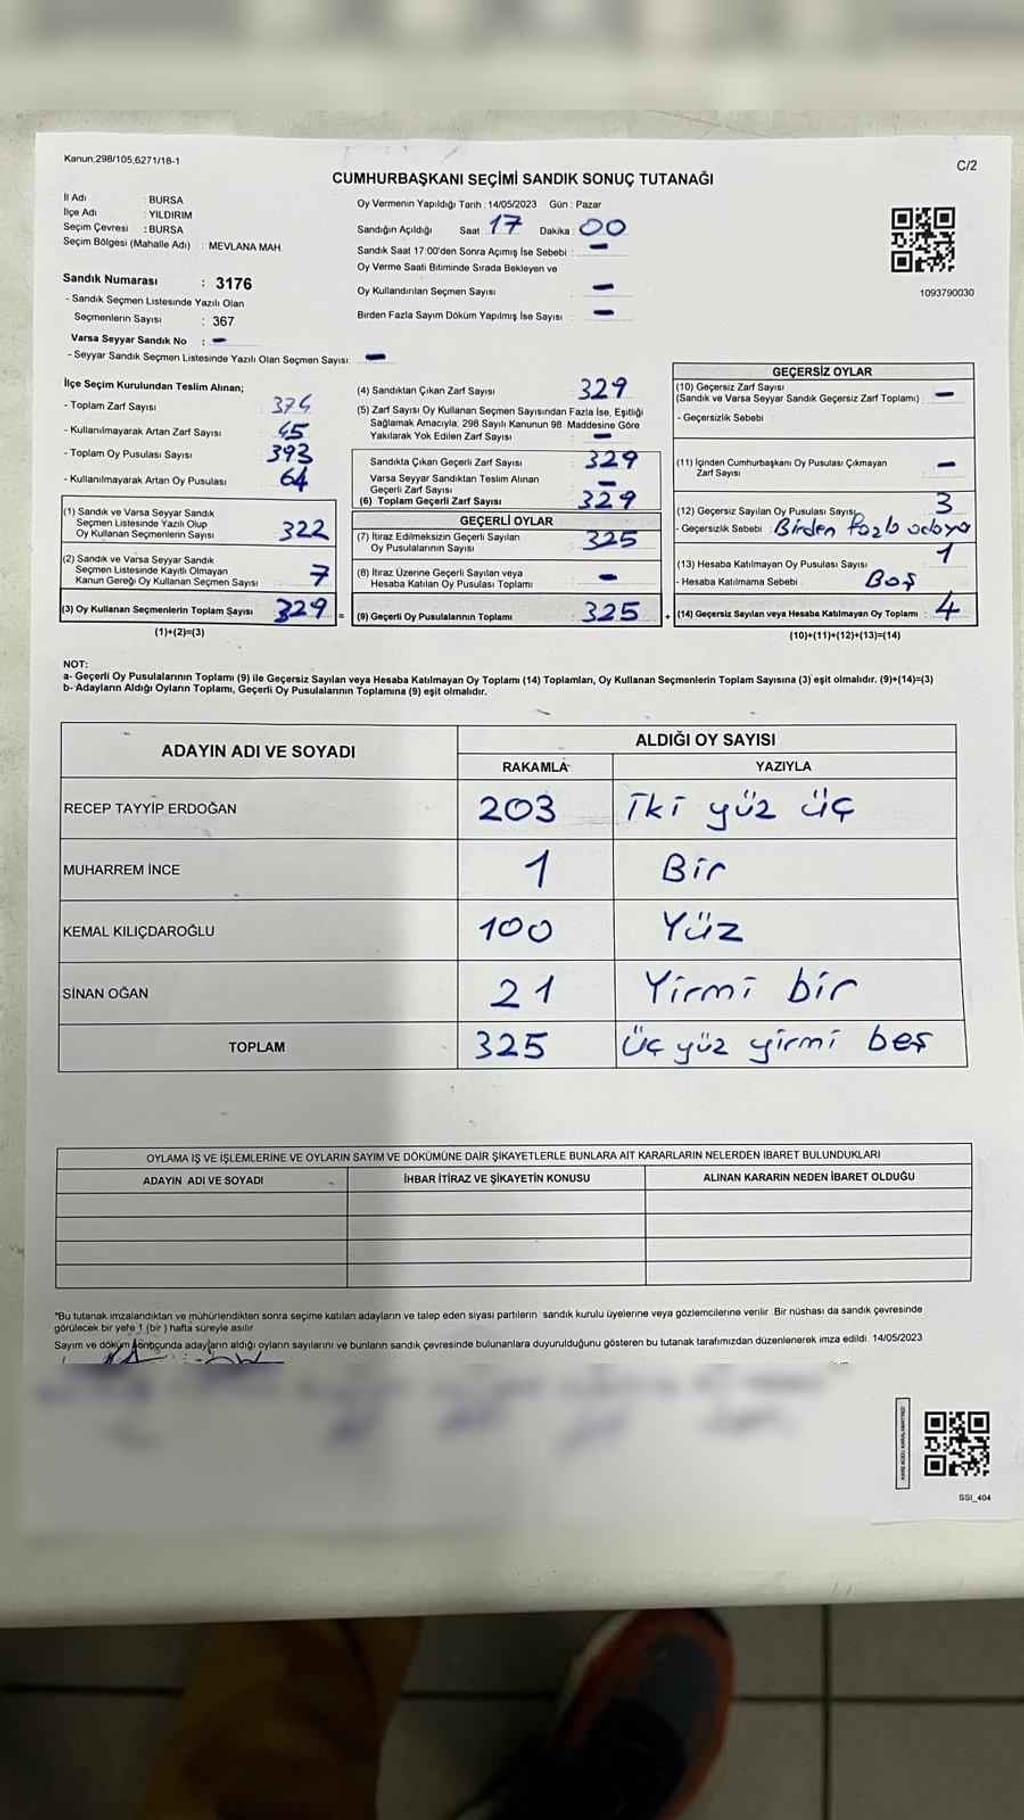 Kanun.298/105,6271/18-1
C/2
CUMHURBAŞKANI SEÇİMİ SANDIK SONUÇ TUTANAĞI
İl Adı : BURSA
İlçe Adı : YILDIRIM
Seçim Çevresi : BURSA
Seçim Bölgesi (Mahalle Adı) : MEVLANA MAH.
Sandık Numarası : 3176
- Sandık Seçmen Listesinde Yazılı Olan
Seçmenlerin Sayısı : 367
Varsa Seyyar Sandık No : -
- Seyyar Sandık Seçmen Listesinde Yazılı Olan Seçmen Sayısı: -
Oy Vermenin Yapıldığı Tarih : 14/05/2023 Gün : Pazar
Sandığın Açıldığı Saat : 17 Dakika : 00
Sandık Saat 17:00'den Sonra Açımış İse Sebebi : -
Oy Verme Saati Bitiminde Sırada Bekleyen ve
Oy Kullandırılan Seçmen Sayısı : -
Birden Fazla Sayım Döküm Yapılmış İse Sayısı : -
1093790030
İlçe Seçim Kurulundan Teslim Alınan;
- Toplam Zarf Sayısı 374
- Kullanılmayarak Artan Zarf Sayısı 45
- Toplam Oy Pusulası Sayısı 393
- Kullanılmayarak Artan Oy Pusulası 64
(1) Sandık ve Varsa Seyyar Sandık
Seçmen Listesinde Yazılı Olup
Oy Kullanan Seçmenlerin Sayısı 322
(2) Sandık ve Varsa Seyyar Sandık
Seçmen Listesinde Kayıtlı Olmayan
Kanun Gereği Oy Kullanan Seçmen Sayısı 7
(3) Oy Kullanan Seçmenlerin Toplam Sayısı 329 =
(1)+(2)=(3)
(4) Sandıktan Çıkan Zarf Sayısı 329
(5) Zarf Sayısı Oy Kullanan Seçmen Sayısından Fazla İse, Eşitliği
Sağlamak Amacıyla, 298 Sayılı Kanunun 98. Maddesine Göre
Yakılarak Yok Edilen Zarf Sayısı -
Sandıkta Çıkan Geçerli Zarf Sayısı 329
Varsa Seyyar Sandıktan Teslim Alınan
Geçerli Zarf Sayısı -
(6) Toplam Geçerli Zarf Sayısı 329
GEÇERLİ OYLAR
(7) İtiraz Edilmeksizin Geçerli Sayılan
Oy Pusulalarının Sayısı 325
(8) İtiraz Üzerine Geçerli Sayılan veya
Hesaba Katılan Oy Pusulası Toplamı -
(9) Geçerli Oy Pusulalarının Toplamı 325 +
GEÇERSİZ OYLAR
(10) Geçersiz Zarf Sayısı
(Sandık ve Varsa Seyyar Sandık Geçersiz Zarf Toplamı) -
- Geçersizlik Sebebi
(11) İçinden Cumhurbaşkanı Oy Pusulası Çıkmayan
Zarf Sayısı -
(12) Geçersiz Sayılan Oy Pusulası Sayısı 3
- Geçersizlik Sebebi Birden fazla adaya
(13) Hesaba Katılmayan Oy Pusulası Sayısı 1
- Hesaba Katılmama Sebebi Boş
(14) Geçersiz Sayılan veya Hesaba Katılmayan Oy Toplamı : 4
(10)+(11)+(12)+(13)=(14)
NOT:
a- Geçerli Oy Pusulalarının Toplamı (9) ile Geçersiz Sayılan veya Hesaba Katılmayan Oy Toplamı (14) Toplamları, Oy Kullanan Seçmenlerin Toplam Sayısına (3) eşit olmalıdır. (9)+(14)=(3)
b- Adayların Aldığı Oyların Toplamı, Geçerli Oy Pusulalarının Toplamına (9) eşit olmalıdır.
ADAYIN ADI VE SOYADI
ALDIĞI OY SAYISI
RAKAMLA YAZIYLA
RECEP TAYYİP ERDOĞAN 203 İki yüz üç
MUHARREM İNCE 1 Bir
KEMAL KILIÇDAROĞLU 100 Yüz
SİNAN OĞAN 21 Yirmi bir
TOPLAM 325 Üç yüz yirmi beş
OYLAMA İŞ VE İŞLEMLERİNE VE OYLARIN SAYIM VE DÖKÜMÜNE DAİR ŞİKAYETLERLE BUNLARA AİT KARARLARIN NELERDEN İBARET BULUNDUKLARI
ADAYIN ADI VE SOYADI İHBAR İTİRAZ VE ŞİKAYETİN KONUSU ALINAN KARARIN NEDEN İBARET OLDUĞU
*Bu tutanak imzalandıktan ve mühürlendikten sonra seçime katılan adayların ve talep eden siyasi partilerin sandık kurulu üyelerine veya gözlemcilerine verilir. Bir nüshası da sandık çevresinde
görülecek bir yere 1 (bir) hafta süreyle asılır.
Sayım ve döküm sonucunda adayların aldığı oyların sayılarını ve bunların sandık çevresinde bulunanlara duyurulduğunu gösteren bu tutanak tarafımızdan düzenlenerek imza edildi. 14/05/2023
SSI_404